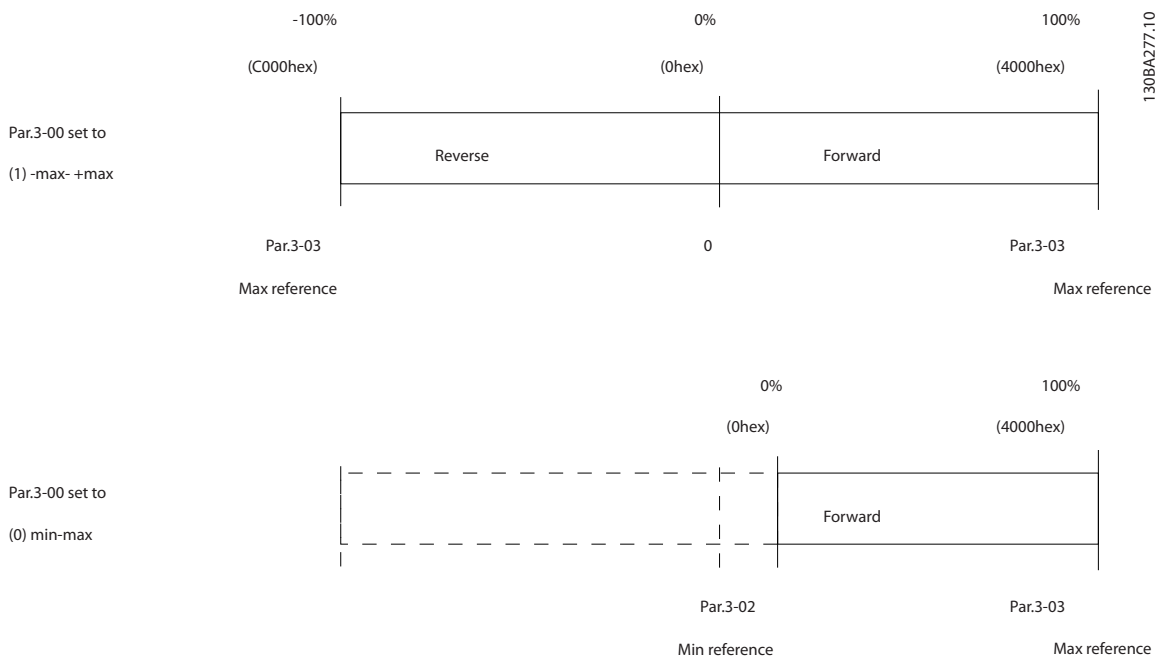 -100% 0% 100%
(C000hex) (0hex) (4000hex)
130BA277.10
Par.3-00 set to
(1) -max- +max
Reverse Forward
Par.3-03 0 Par.3-03
Max reference Max reference
0% 100%
(0hex) (4000hex)
Par.3-00 set to
(0) min-max
Forward
Par.3-02 Par.3-03
Min reference Max reference